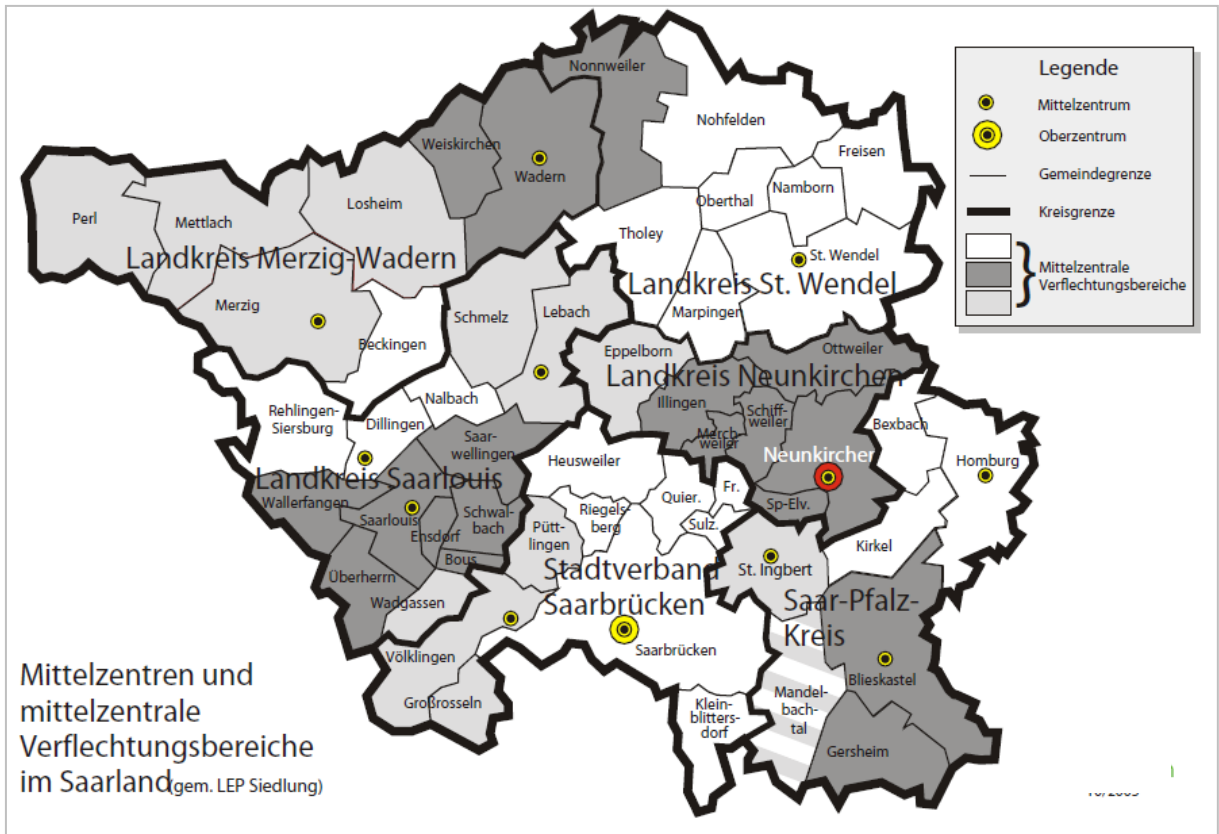 Legende
Mittelzentrum
Oberzentrum
Gemeindegrenze
Kreisgrenze
Mittelzentrale
Verflechtungsbereiche
Nonnweiler
Nohfelden
Freisen
Weiskirchen
Wadern
Namborn
Oberthal
Perl
Mettlach
Losheim
Tholey
St. Wendel
Landkreis Merzig-Wadern
Landkreis St. Wendel
Merzig
Schmelz
Lebach
Marpingen
Beckingen
Eppelborn
Ottweiler
Landkreis Neunkirchen
Nalbach
Illingen
Schiff-
weiler
Rehlingen-
Siersburg
Dillingen
Merch-
weiler
Bexbach
Saar-
wellingen
Heusweiler
Neunkircher
Homburg
Landkreis Saarlouis
Wallerfangen
Quier.
Fr.
Sp-Elv.
Saarlouis
Schwal-
bach
Riegels-
berg
Sulz.
Ensdorf
Pütt-
lingen
Kirkel
Bous
St. Ingbert
Überherrn
Stadtverband
Saarbrücken
Saar-Pfalz-
Kreis
Wadgassen
Saarbrücken
Völklingen
Blieskastel
Großrosseln
Klein-
blitters-
dorf
Mandel-
bach-
tal
Gersheim
Mittelzentren und
mittelzentrale
Verflechtungsbereiche
im Saarland (gem. LEP Siedlung)